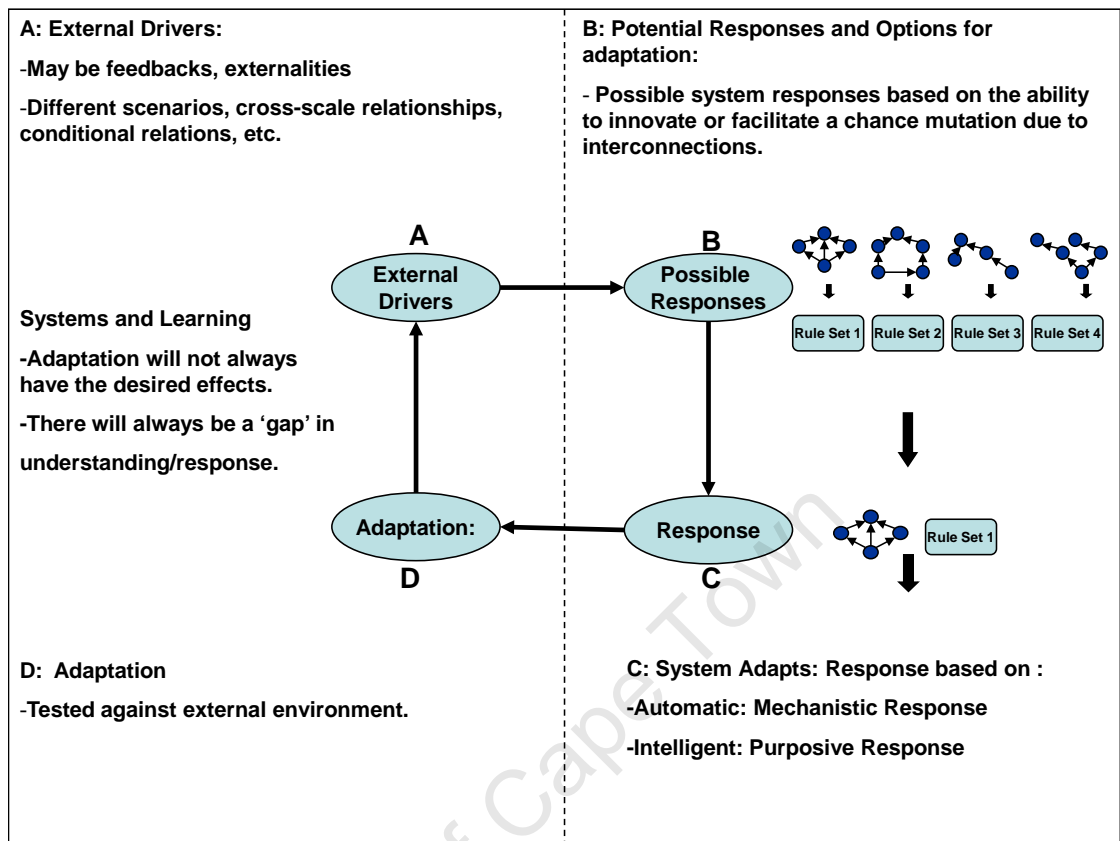 A: External Drivers:
-May be feedbacks, externalities
-Different scenarios, cross-scale relationships,
conditional relations, etc.
B: Potential Responses and Options for
adaptation:
- Possible system responses based on the ability
to innovate or facilitate a chance mutation due to
interconnections.
A
External
Drivers
B
Possible
Responses
Rule Set 1
Rule Set 2
Rule Set 3
Rule Set 4
Systems and Learning
-Adaptation will not always
have the desired effects.
-There will always be a ‘gap’ in
understanding/response.
Adaptation:
D
Response
C
Rule Set 1
D: Adaptation
-Tested against external environment.
C: System Adapts: Response based on :
-Automatic: Mechanistic Response
-Intelligent: Purposive Response
of Cape Town